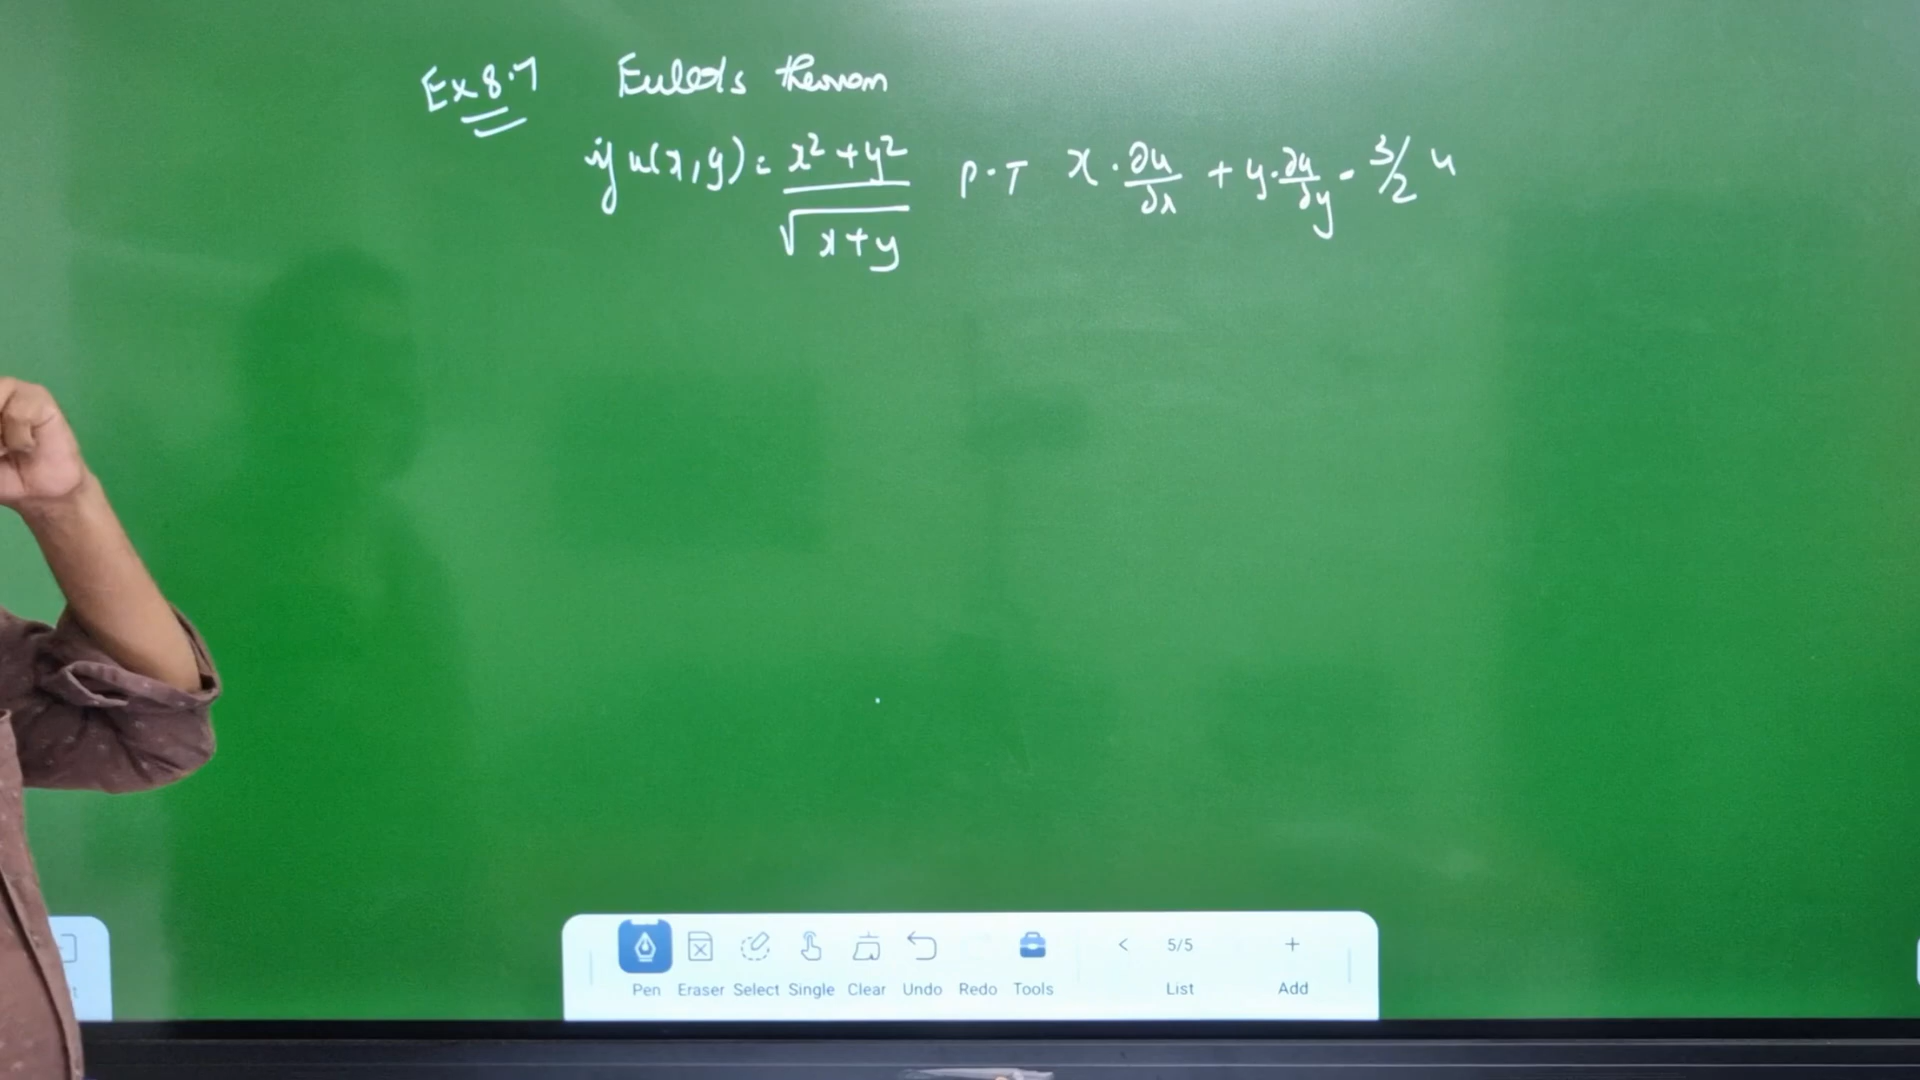 Ex 8.7 Euler's theorem
if u(x,y) = x² + y² / √x+y P.T x · ∂u/∂x + y · ∂u/∂y = 3/2 u
Pen Eraser Select Single Clear Undo Redo Tools < 5/5 List + Add